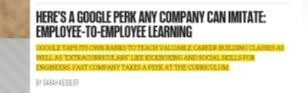 HERE'S A GOOGLE PERK ANY COMPANY CAN IMITATE:
EMPLOYEE-TO-EMPLOYEE LEARNING
GOOGLE TAPS ITS OWN RANKS TO TEACH VALUABLE CAREER-BUILDING CLASSES AS
WELL AS "EXTRACURRICULARS" LIKE KICKBOXING AND SOCIAL SKILLS FOR
ENGINEERS. FAST COMPANY TAKES A PEEK AT THE CURRICULUM.
BY SARAH KESSLER